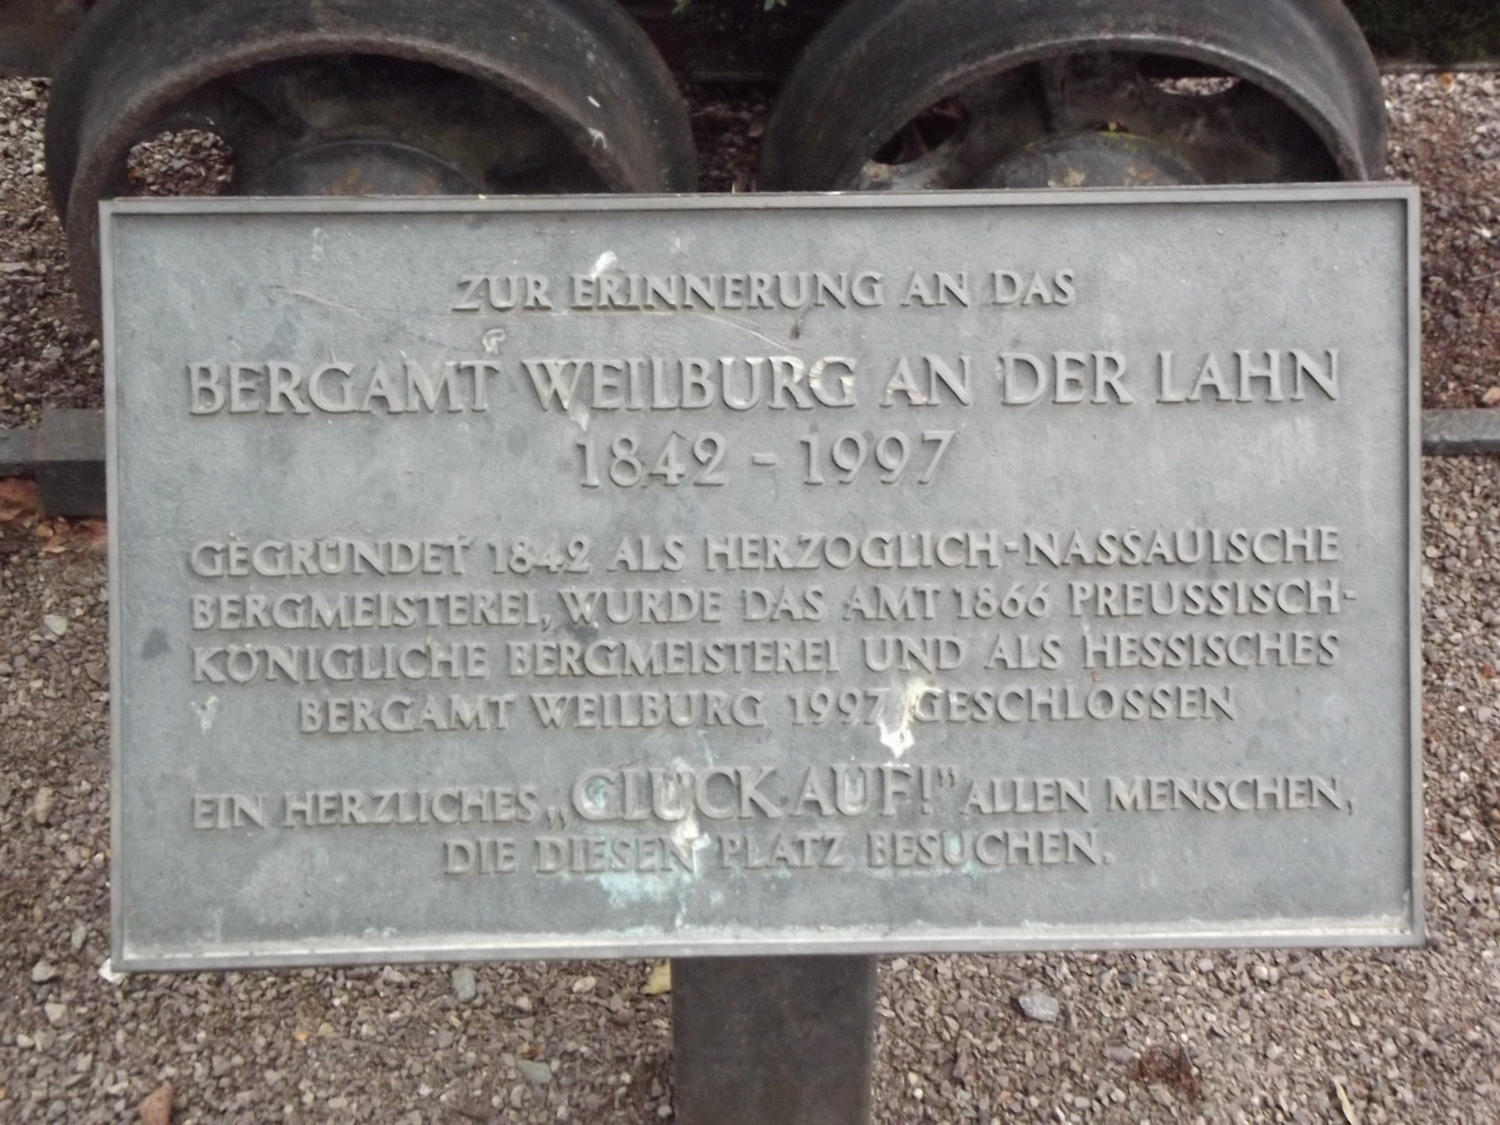 ZUR ERINNERUNG AN DAS
BERGAMT WEILBURG AN DER LAHN
1842 - 1997
GEGRÜNDET 1842 ALS HERZOGLICH-NASSAUISCHE
BERGMEISTEREI, WURDE DAS AMT 1866 PREUSSISCH-
KÖNIGLICHE BERGMEISTEREI UND ALS HESSISCHES
BERGAMT WEILBURG 1997 GESCHLOSSEN
EIN HERZLICHES „GLÜCK AUF!" ALLEN MENSCHEN,
DIE DIESEN PLATZ BESUCHEN.